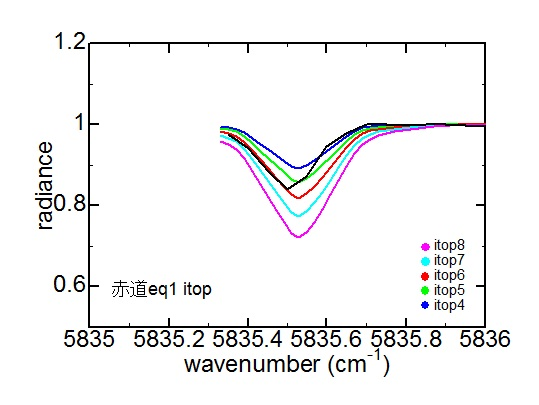 1.2
1
0.8
0.6
radiance
赤道eq1 itop
itop8
itop7
itop6
itop5
itop4
5835 5835.2 5835.4 5835.6 5835.8 5836
wavenumber (cm-1)